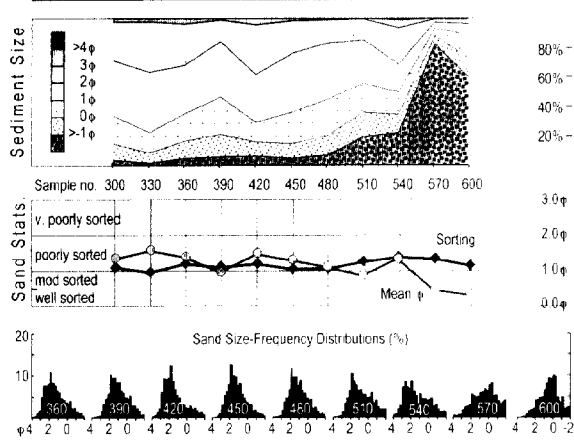 Sediment Size
>4φ
3φ
2φ
1φ
0φ
>-1φ
80%
60%
40%
20%
Sample no. 300 330 360 390 420 450 480 510 540 570 600
Sand Stats.
v. poorly sorted
poorly sorted
mod sorted
well sorted
Sorting
Mean φ
3.0φ
2.0φ
1.0φ
0.0φ
Sand Size-Frequency Distributions (%)
20
10
360 390 420 450 480 510 540 570 600
φ 4 2 0 4 2 0 4 2 0 4 2 0 4 2 0 4 2 0 4 2 0 4 2 0 4 2 0 -2